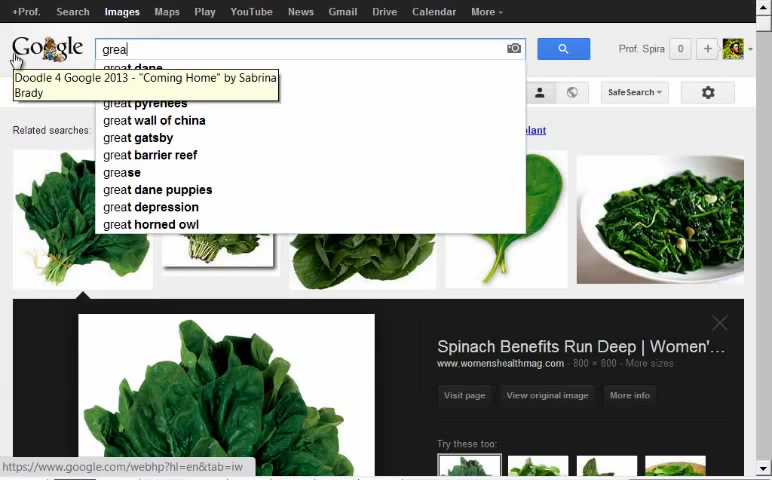 +Prof. Search Images Maps Play YouTube News Gmail Drive Calendar More
Google grea Prof. Spira 0 +
great dane
Doodle 4 Google 2013 - "Coming Home" by Sabrina
Brady
SafeSearch
great pyrenees
great wall of china
Related searches: plant
great gatsby
great barrier reef
grease
great dane puppies
great depression
great horned owl
Spinach Benefits Run Deep | Women'...
www.womenshealthmag.com - 800 × 800 - More sizes
Visit page View original image More info
Try these too:
https://www.google.com/webhp?hl=en&tab=iw